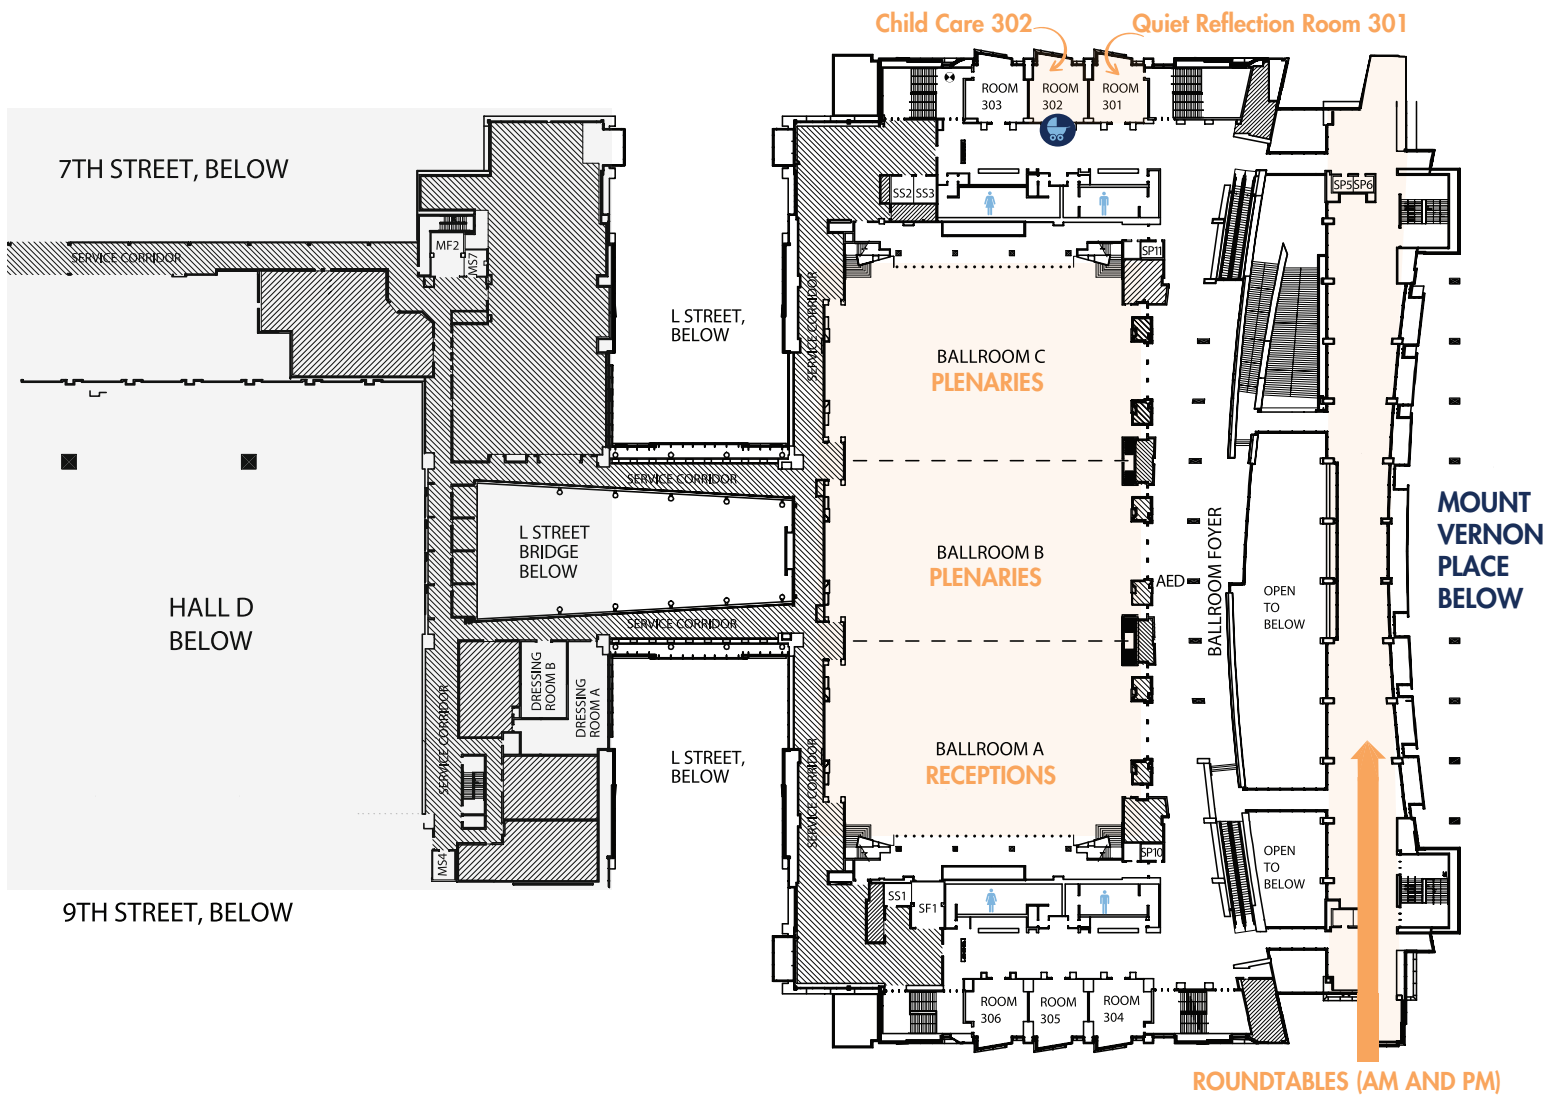 Child Care 302
Quiet Reflection Room 301
ROOM
303
ROOM
302
ROOM
301
7TH STREET, BELOW
SERVICE CORRIDOR
MF2
MS7
SS2
SS3
SP5
SP6
SP11
L STREET,
BELOW
SERVICE CORRIDOR
BALLROOM C
PLENARIES
SERVICE CORRIDOR
L STREET
BRIDGE
BELOW
BALLROOM B
PLENARIES
AED
BALLROOM FOYER
OPEN
TO
BELOW
MOUNT
VERNON
PLACE
BELOW
HALL D
BELOW
SERVICE CORRIDOR
DRESSING
ROOM B
DRESSING
ROOM A
SERVICE CORRIDOR
L STREET,
BELOW
SERVICE CORRIDOR
BALLROOM A
RECEPTIONS
MS4
SP10
OPEN
TO
BELOW
SS1
SF1
9TH STREET, BELOW
ROOM
306
ROOM
305
ROOM
304
ROUNDTABLES (AM AND PM)